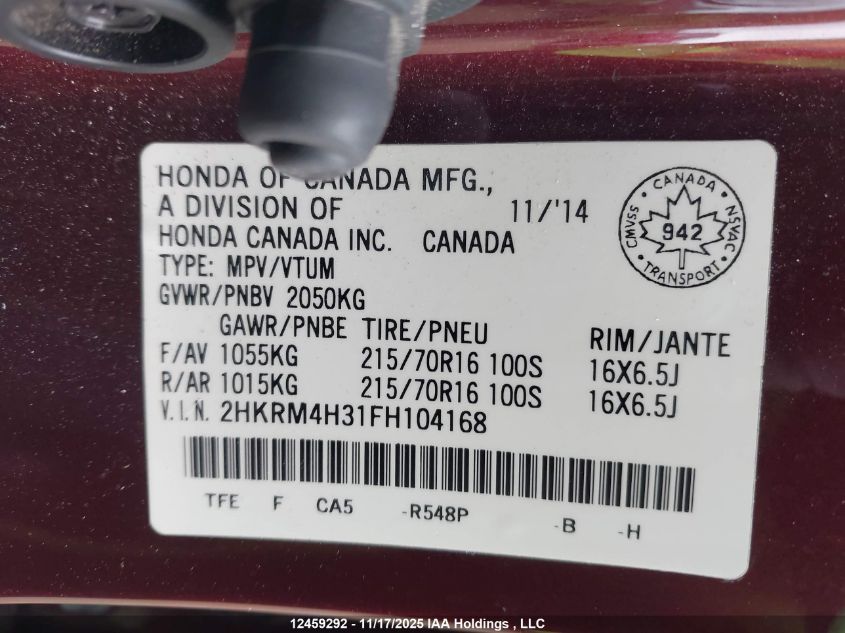 HONDA OF CANADA MFG.,
A DIVISION OF 11/'14
HONDA CANADA INC. CANADA
TYPE: MPV/VTUM
GVWR/PNBV 2050KG
GAWR/PNBE TIRE/PNEU RIM/JANTE
F/AV 1055KG 215/70R16 100S 16X6.5J
R/AR 1015KG 215/70R16 100S 16X6.5J
V.I.N. 2HKRM4H31FH104168
TFE F CA5 -R548P -B -H
CANADA
CMVSS 942 NSVAC
TRANSPORT
12459292 - 11/17/2025 IAA Holdings , LLC